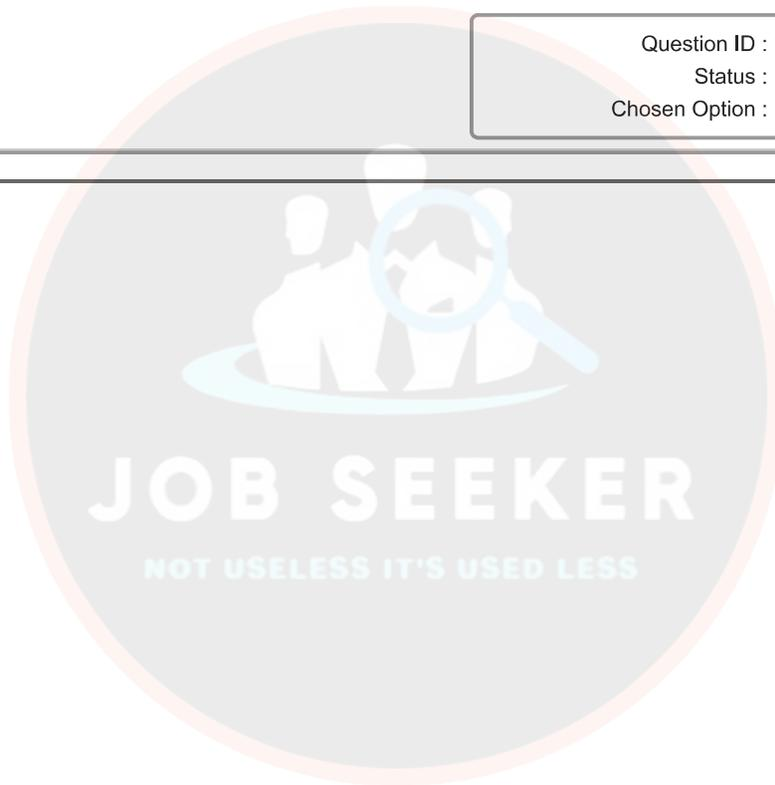 Question ID :
Status :
Chosen Option :
JOB SEEKER
NOT USELESS IT'S USED LESS